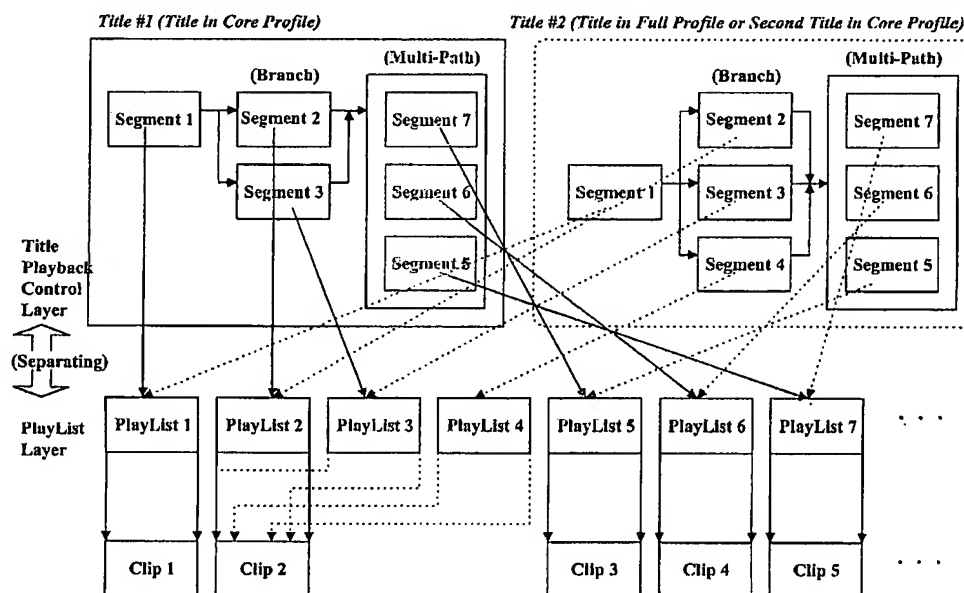 Title #1 (Title in Core Profile)
Title #2 (Title in Full Profile or Second Title in Core Profile)
(Multi-Path)
(Branch)
Segment 1
Segment 2
Segment 3
Segment 7
Segment 6
Segment 5
(Multi-Path)
(Branch)
Segment 1
Segment 2
Segment 3
Segment 4
Segment 7
Segment 6
Segment 5
Title
Playback
Control
Layer
(Separating)
PlayList
Layer
PlayList 1
PlayList 2
PlayList 3
PlayList 4
PlayList 5
PlayList 6
PlayList 7
. . .
Clip 1
Clip 2
Clip 3
Clip 4
Clip 5
. . .